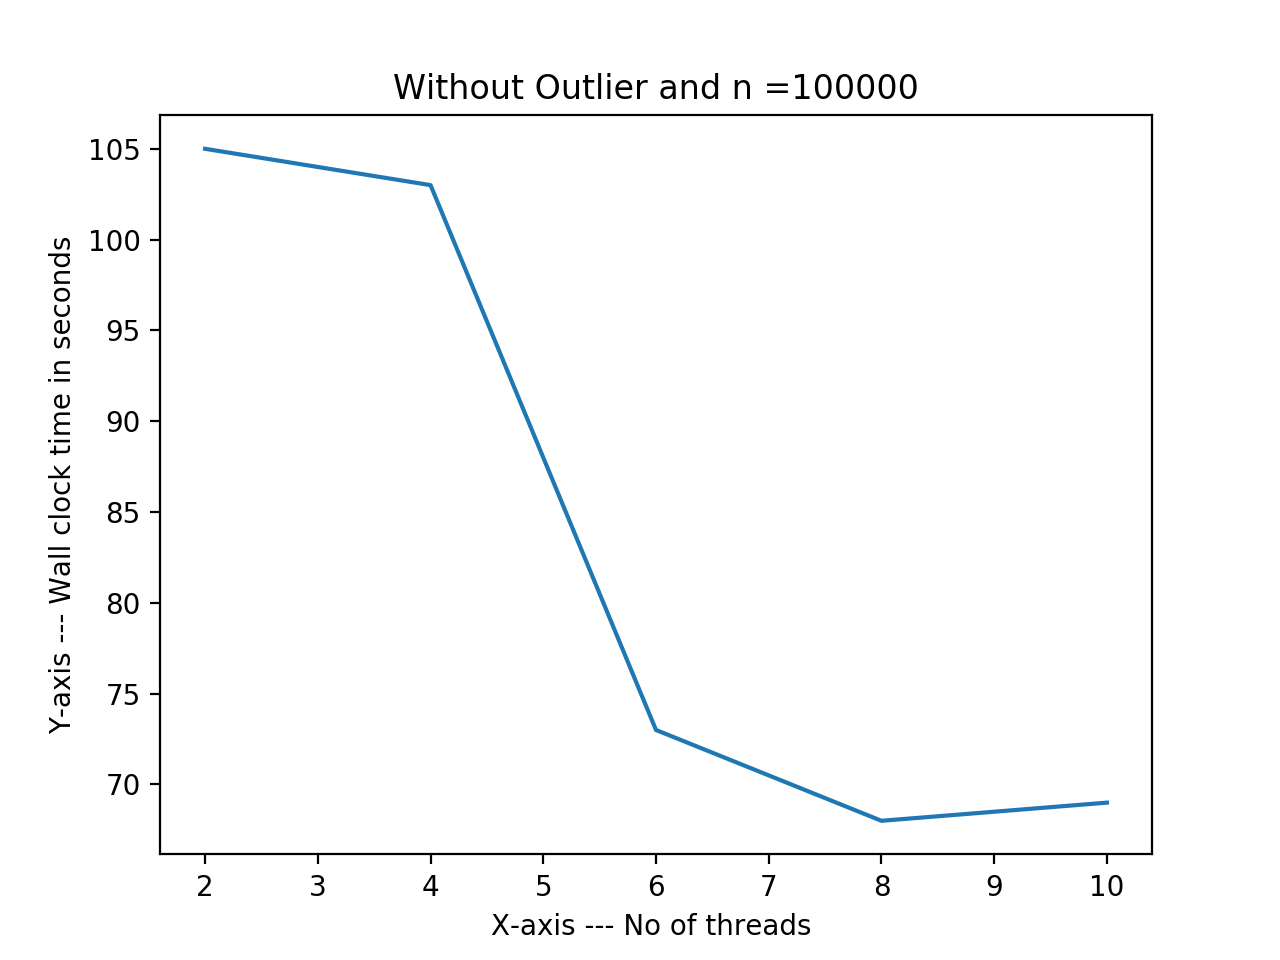 Without Outlier and n =100000
105
100
95
90
85
80
75
70
Y-axis --- Wall clock time in seconds
2 3 4 5 6 7 8 9 10
X-axis --- No of threads